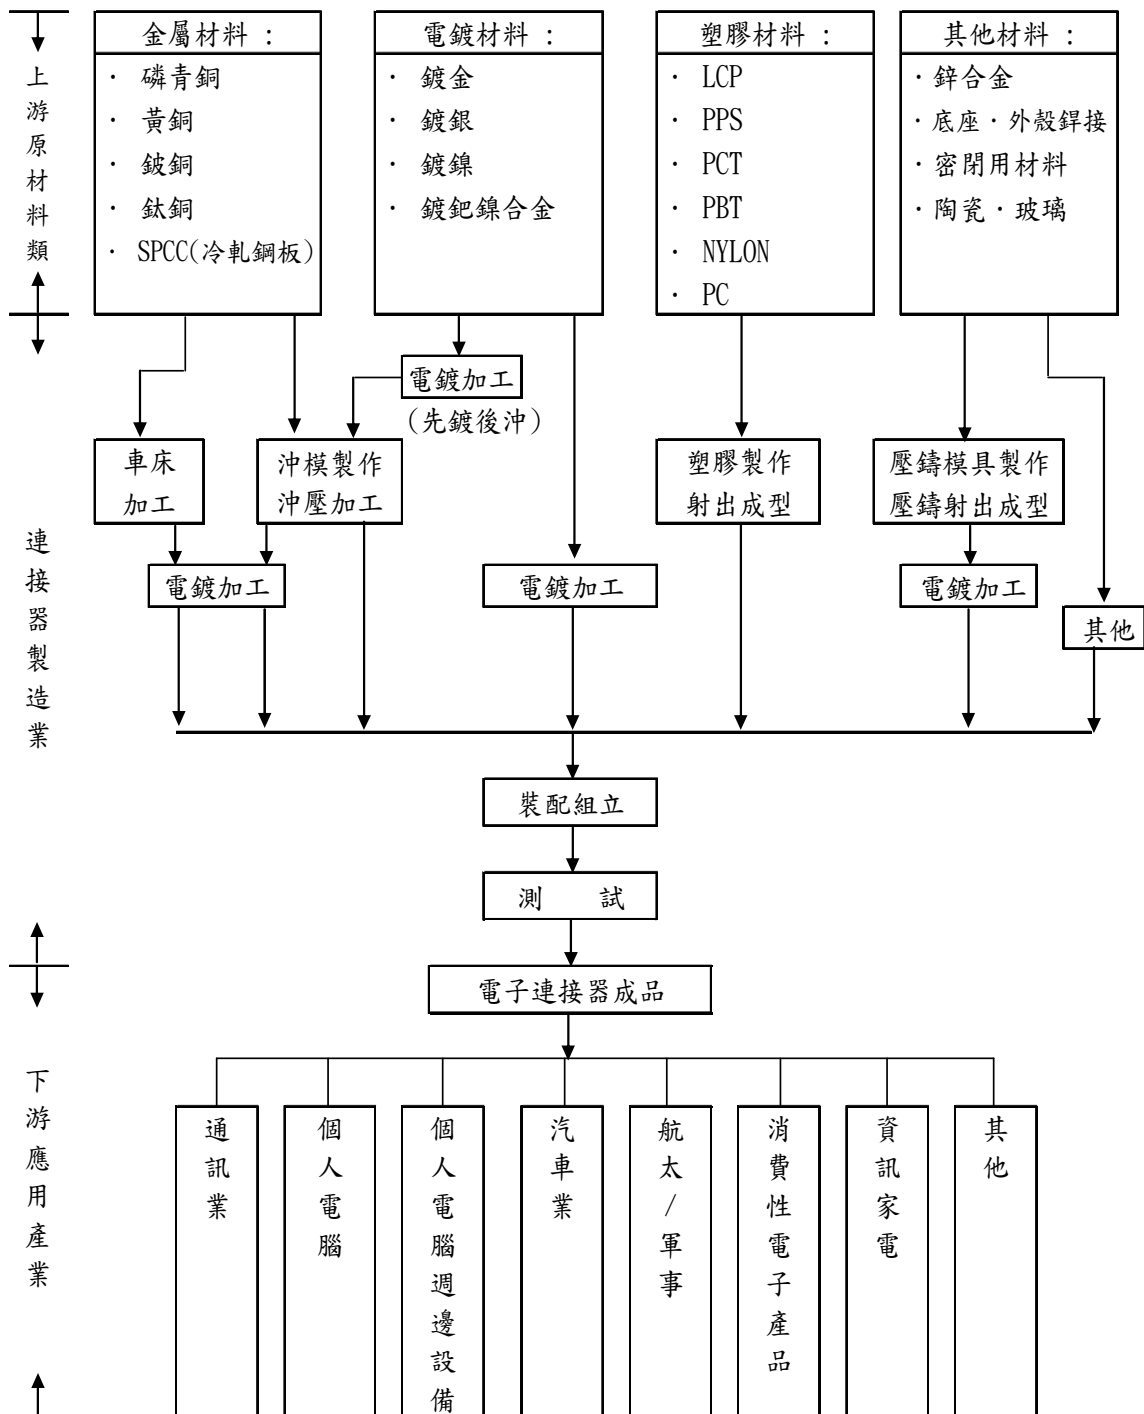 上游原材料類
金屬材料：
· 磷青銅
· 黃銅
· 鈹銅
· 鈦銅
· SPCC(冷軋鋼板)
電鍍材料：
· 鍍金
· 鍍銀
· 鍍鎳
· 鍍鈀鎳合金
塑膠材料：
· LCP
· PPS
· PCT
· PBT
· NYLON
· PC
其他材料：
·鋅合金
·底座·外殼銲接
·密閉用材料
·陶瓷·玻璃
連接器製造業
電鍍加工
(先鍍後沖)
車床
加工
沖模製作
沖壓加工
塑膠製作
射出成型
壓鑄模具製作
壓鑄射出成型
電鍍加工
電鍍加工
電鍍加工
其他
裝配組立
測 試
電子連接器成品
下游應用產業
通訊業
個人電腦
個人電腦週邊設備
汽車業
航太/軍事
消費性電子產品
資訊家電
其他